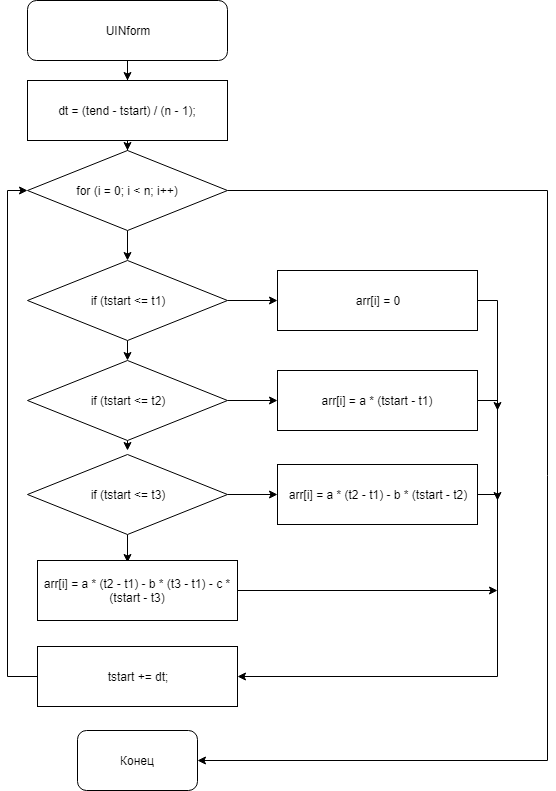 UINform
dt = (tend - tstart) / (n - 1);
for (i = 0; i < n; i++)
if (tstart <= t1)
arr[i] = 0
if (tstart <= t2)
arr[i] = a * (tstart - t1)
if (tstart <= t3)
arr[i] = a * (t2 - t1) - b * (tstart - t2)
arr[i] = a * (t2 - t1) - b * (t3 - t1) - c *
(tstart - t3)
tstart += dt;
Конец